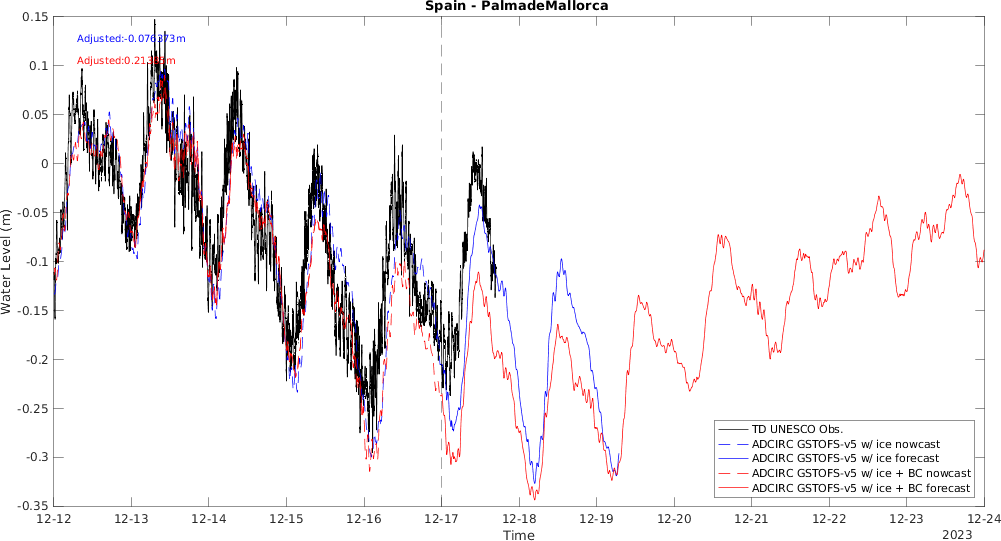 Spain - PalmadeMallorca
Adjusted:-0.076373m
Water Level (m)
0.15
0.1
0.05
0
-0.05
-0.1
-0.15
-0.2
-0.25
-0.3
-0.35
TD UNESCO Obs.
ADCIRC GSTOFS-v5 w/ ice nowcast
ADCIRC GSTOFS-v5 w/ ice forecast
ADCIRC GSTOFS-v5 w/ ice + BC nowcast
ADCIRC GSTOFS-v5 w/ ice + BC forecast
12-12 12-13 12-14 12-15 12-16 12-17 12-18 12-19 12-20 12-21 12-22 12-23 12-24
Time
2023